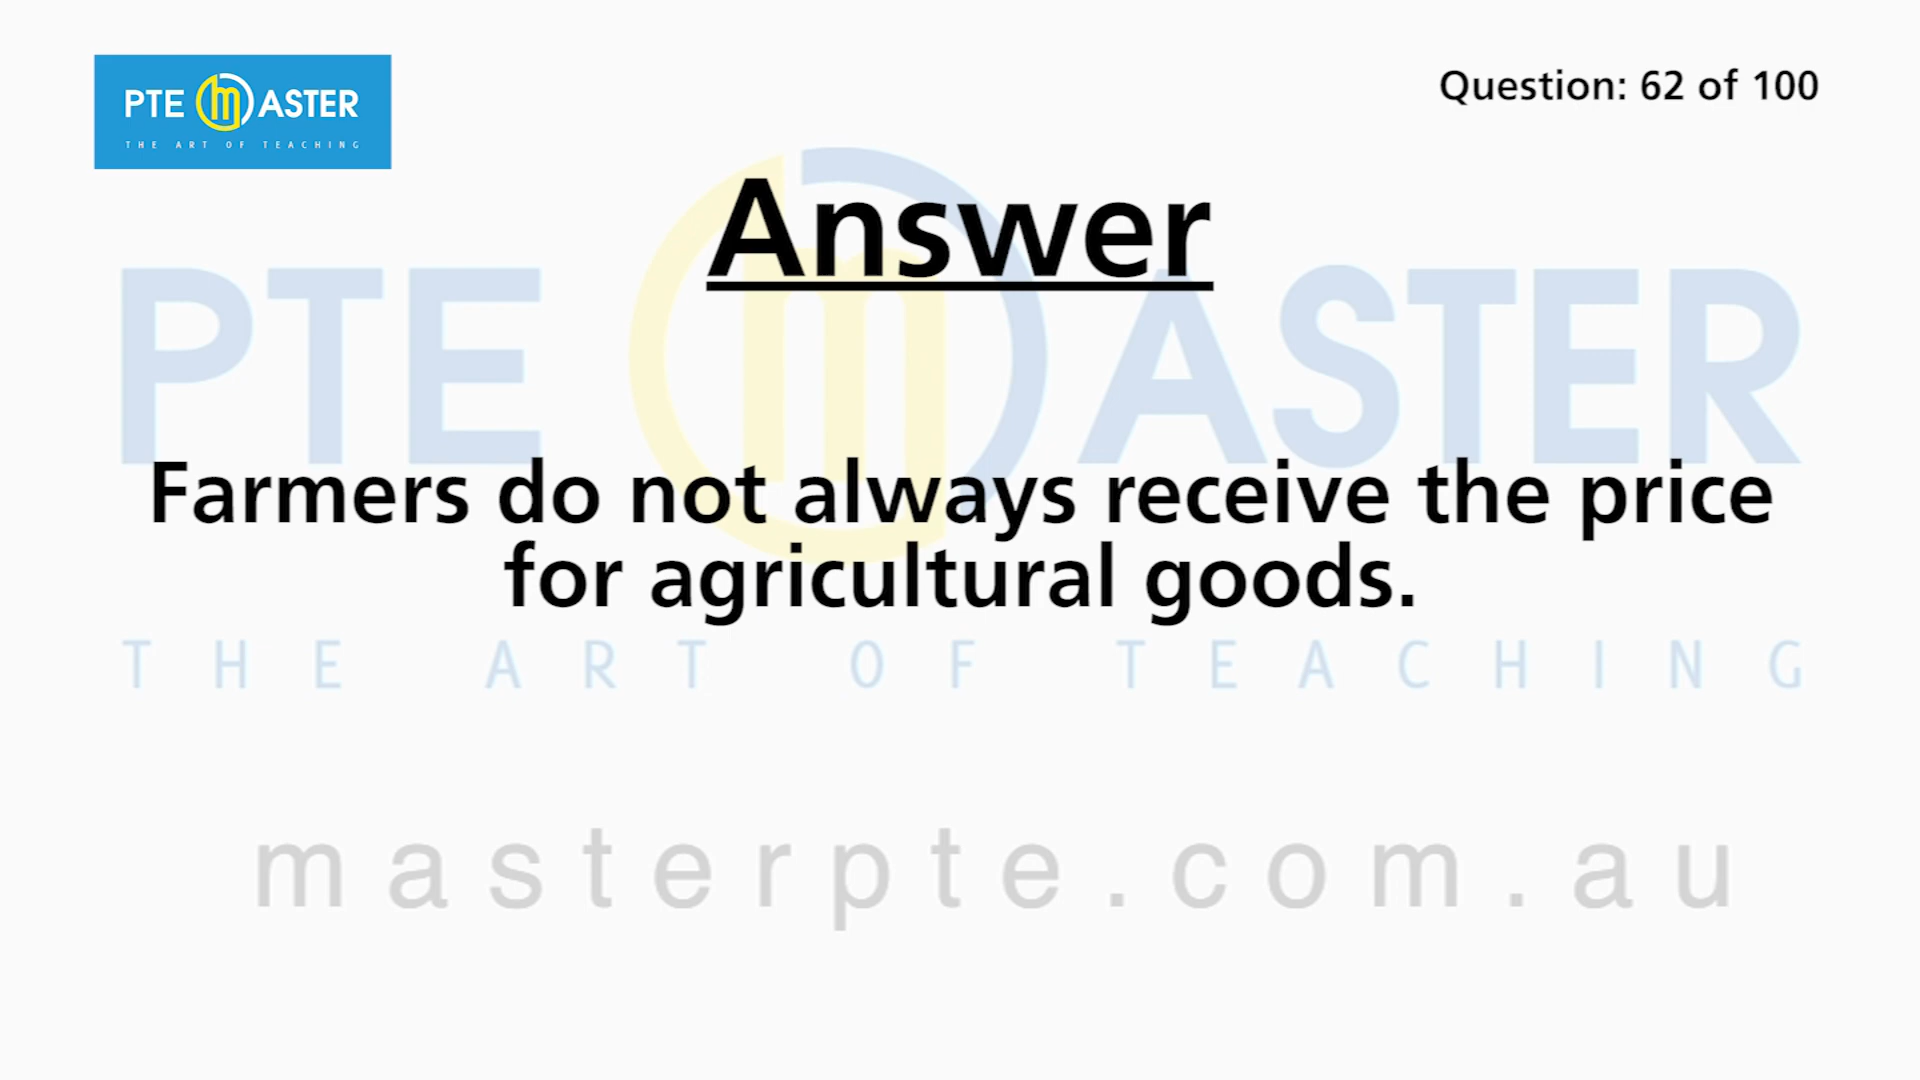 PTE MASTER
THE ART OF TEACHING
Question: 62 of 100
Answer
PTE MASTER
Farmers do not always receive the price
for agricultural goods.
THE ART OF TEACHING
masterpte.com.au